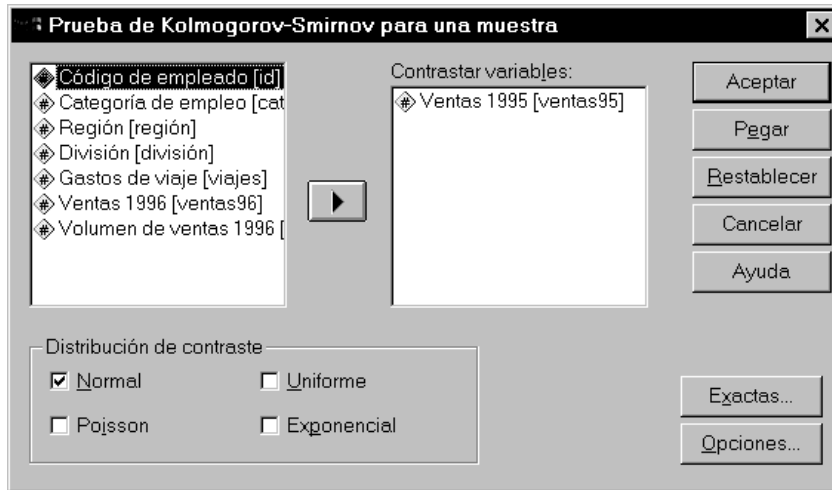 Prueba de Kolmogorov-Smirnov para una muestra
Código de empleado [id]
Categoría de empleo [cat
Región [región]
División [división]
Gastos de viaje [viajes]
Ventas 1996 [ventas96]
Volumen de ventas 1996 [
Contrastar variables:
Ventas 1995 [ventas95]
Aceptar
Pegar
Restablecer
Cancelar
Ayuda
Distribución de contraste
Normal
Uniforme
Poisson
Exponencial
Exactas...
Opciones...